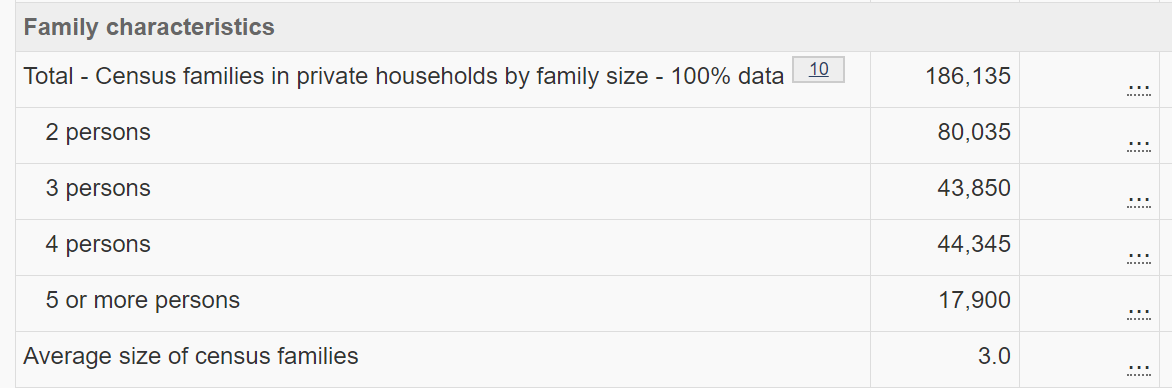 Family characteristics
Total - Census families in private households by family size - 100% data 10 186,135 ...
2 persons 80,035 ...
3 persons 43,850 ...
4 persons 44,345 ...
5 or more persons 17,900 ...
Average size of census families 3.0 ...